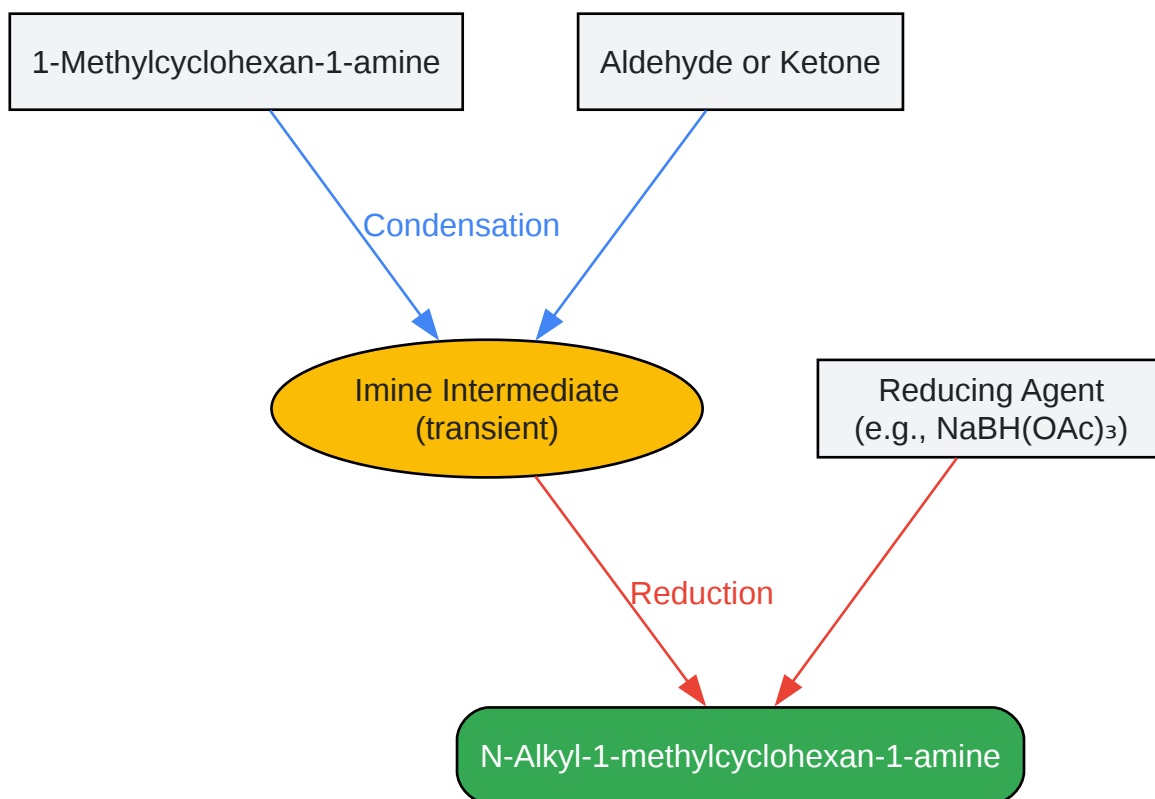 1-Methylcyclohexan-1-amine
Aldehyde or Ketone
Condensation
Imine Intermediate
(transient)
Reducing Agent
(e.g., NaBH(OAc)₃)
Reduction
N-Alkyl-1-methylcyclohexan-1-amine